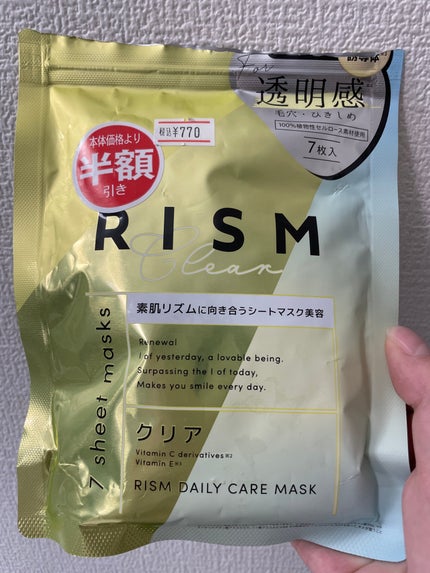 透明感
毛穴・ひきしめ
100%植物性セルロース素材使用
7枚入
税込¥770
本体価格より
半額
引き
RISM
Clear
素肌リズムに向き合うシートマスク美容
7 sheet masks
Renewal
I of yesterday, a lovable being.
Surpassing the I of today,
Makes you smile every day.
クリア
Vitamin C derivatives※2
Vitamin E※3
RISM DAILY CARE MASK